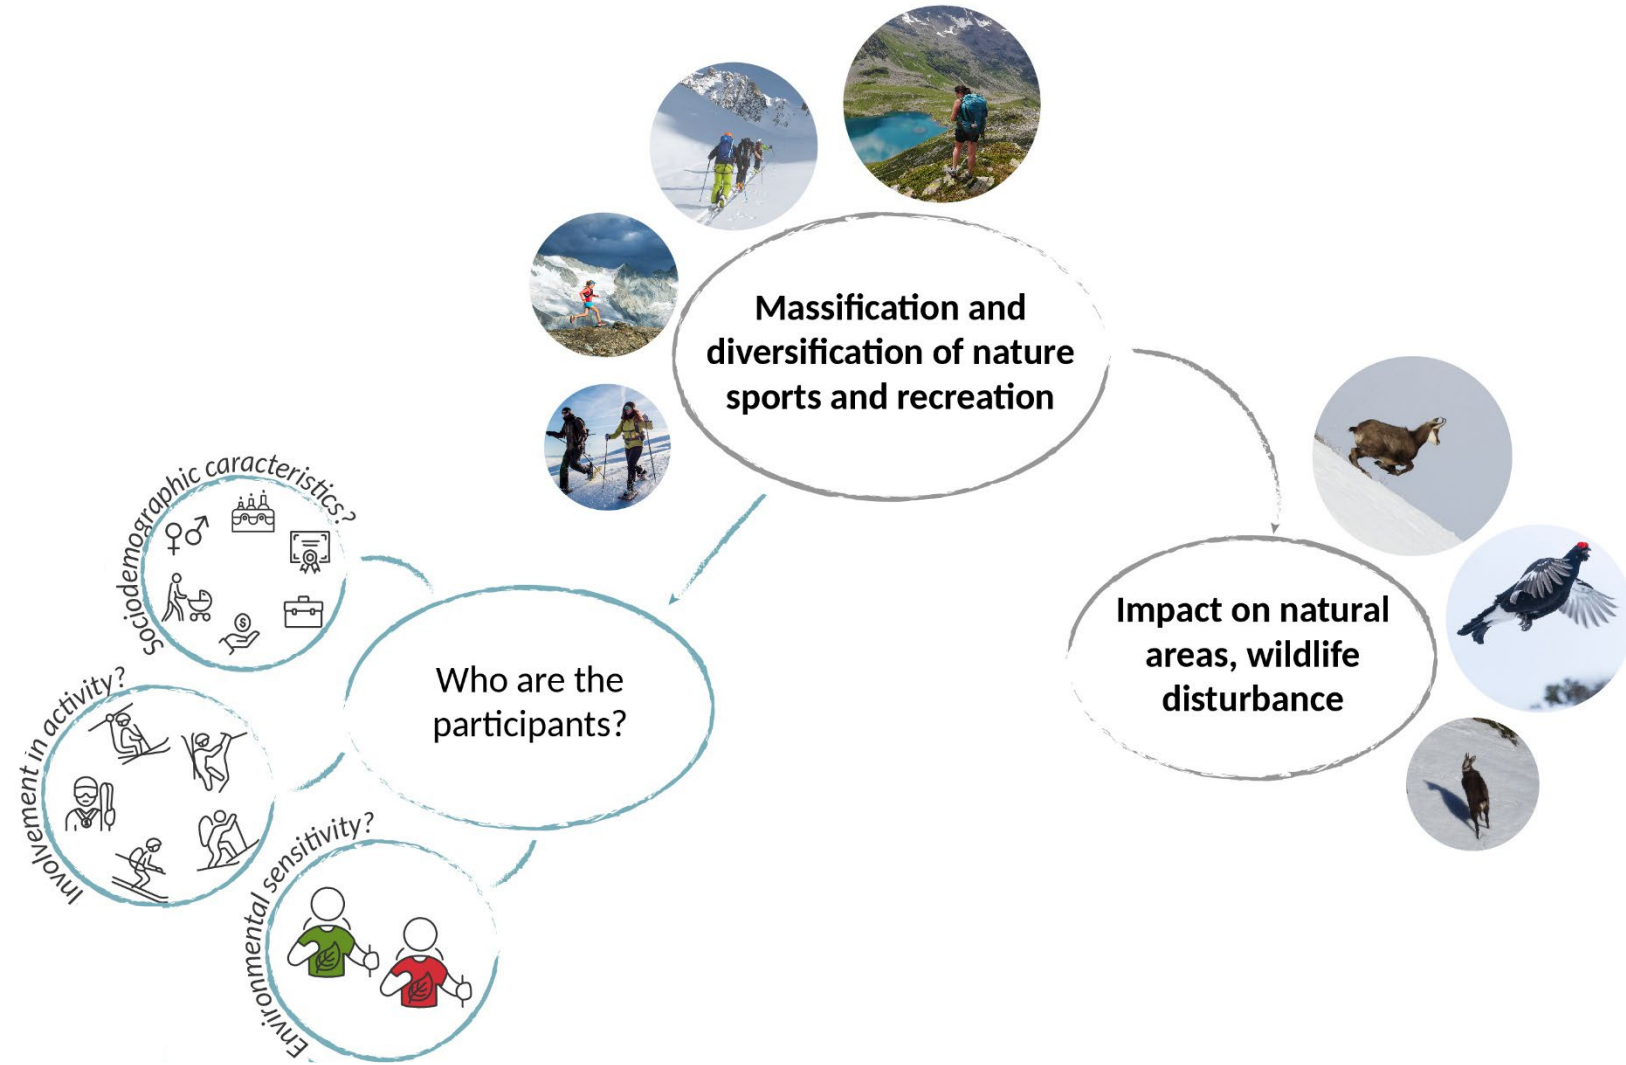 Massification and
diversification of nature
sports and recreation
Impact on natural
areas, wildlife
disturbance
Who are the
participants?
Sociodemographic caracteristics?
Involvement in activity?
Environmental sensitivity?
$